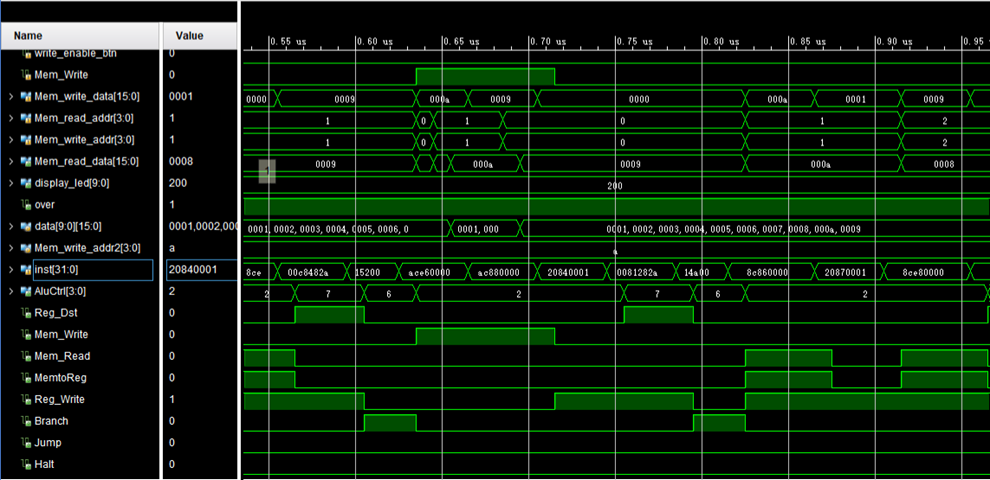 Name Value
0.55 us 0.60 us 0.65 us 0.70 us 0.75 us 0.80 us 0.85 us 0.90 us 0.95
write_enable_btn 0
Mem_Write 0
Mem_write_data[15:0] 0001 0000 0009 000a 0009 0000 000a 0001 0009
Mem_read_addr[3:0] 1 1 0 1 0 1 2
Mem_write_addr[3:0] 1 1 0 1 0 1 2
Mem_read_data[15:0] 0008 0009 000a 0009 000a 0008
display_led[9:0] 200 200
over 1
data[9:0][15:0] 0001,0002,000 0001, 0002, 0003, 0004, 0005, 0006, 0 0001, 000 0001, 0002, 0003, 0004, 0005, 0006, 0007, 0008, 000a, 0009
Mem_write_addr2[3:0] a a
inst[31:0] 20840001 8ce 00c8482a 15200 ace60000 ac880000 20840001 0081282a 14a00 8c860000 20870001 8ce80000
AluCtrl[3:0] 2 2 7 6 2 7 6 2
Reg_Dst 0
Mem_Write 0
Mem_Read 0
MemtoReg 0
Reg_Write 1
Branch 0
Jump 0
Halt 0